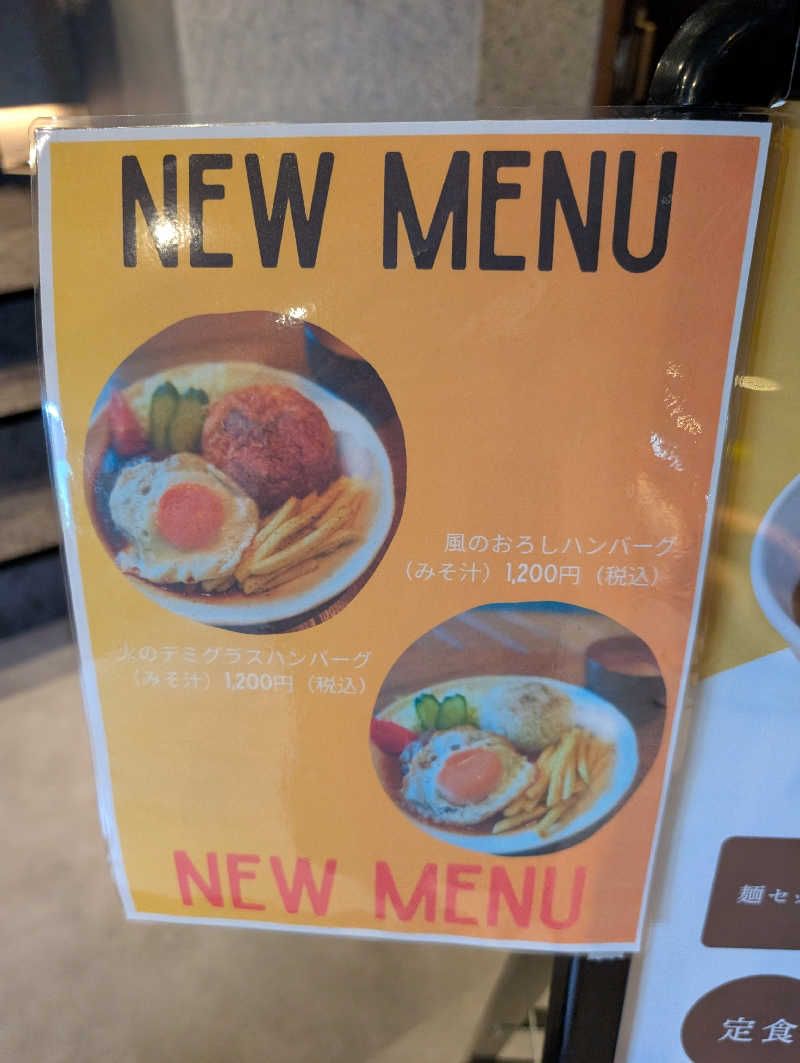 NEW MENU
風のおろしハンバーグ
（みそ汁）1,200円（税込）
火のデミグラスハンバーグ
（みそ汁）1,200円（税込）
NEW MENU
麺セ
定食